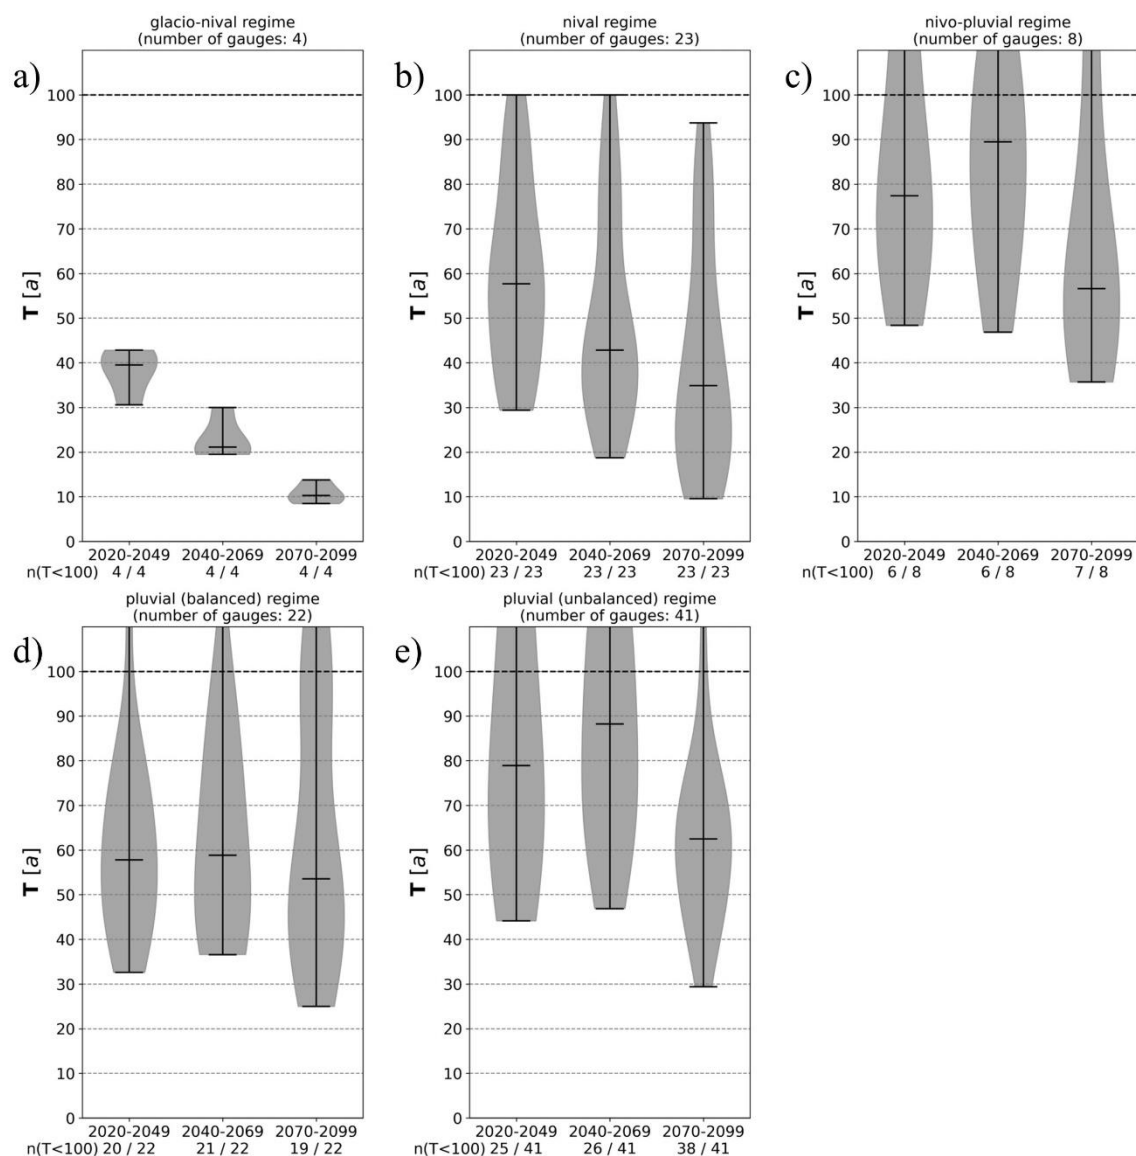 glacio-nival regime
(number of gauges: 4)
a)
100
90
80
70
60
50
40
30
20
10
0
T [a]
2020-2049 2040-2069 2070-2099
n(T<100) 4 / 4 4 / 4 4 / 4
nival regime
(number of gauges: 23)
b)
100
90
80
70
60
50
40
30
20
10
0
T [a]
2020-2049 2040-2069 2070-2099
n(T<100) 23 / 23 23 / 23 23 / 23
nivo-pluvial regime
(number of gauges: 8)
c)
100
90
80
70
60
50
40
30
20
10
0
T [a]
2020-2049 2040-2069 2070-2099
n(T<100) 6 / 8 6 / 8 7 / 8
pluvial (balanced) regime
(number of gauges: 22)
d)
100
90
80
70
60
50
40
30
20
10
0
T [a]
2020-2049 2040-2069 2070-2099
n(T<100) 20 / 22 21 / 22 19 / 22
pluvial (unbalanced) regime
(number of gauges: 41)
e)
100
90
80
70
60
50
40
30
20
10
0
T [a]
2020-2049 2040-2069 2070-2099
n(T<100) 25 / 41 26 / 41 38 / 41